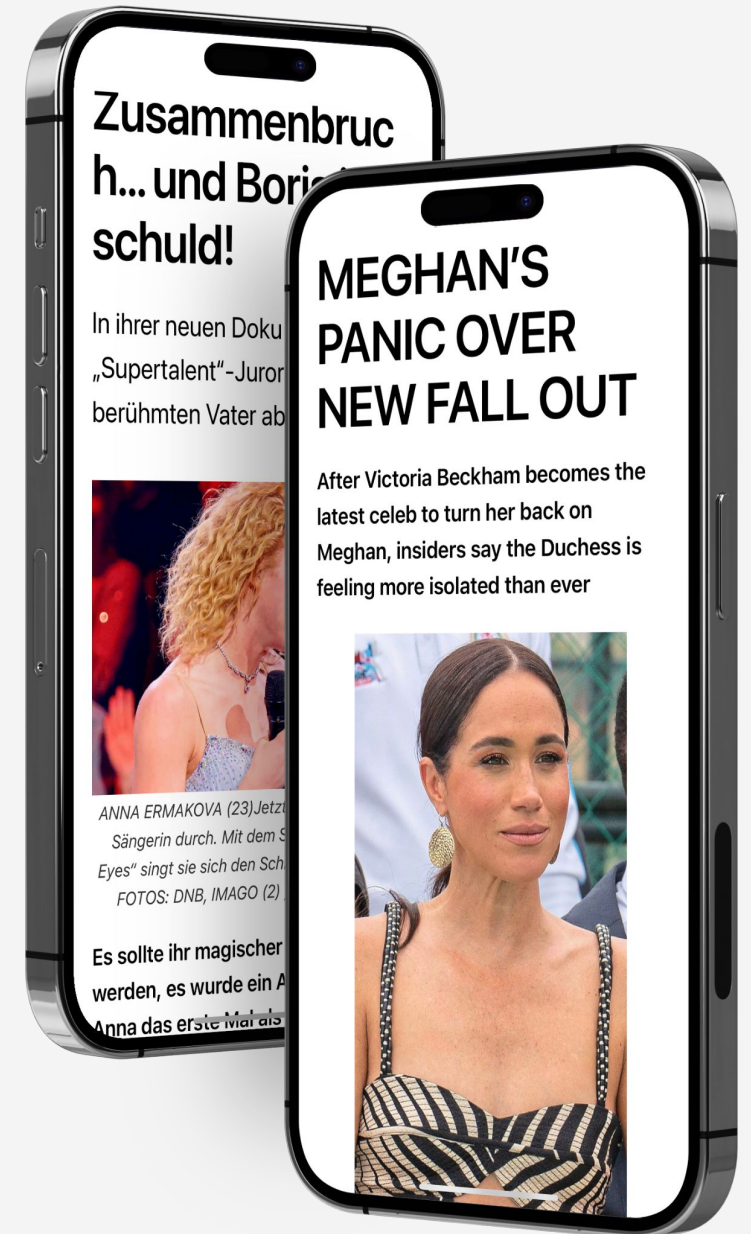 Zusammenbruc
h... und Boris
schuld!
In ihrer neuen Doku
„Supertalent“-Juror
berühmten Vater ab
ANNA ERMAKOVA (23)Jetzt
Sängerin durch. Mit dem
Eyes“ singt sie sich den
FOTOS: DNB, IMAGO (2)
Es sollte ihr magischer
werden, es wurde ein
Anna das erste Mal als
MEGHAN’S
PANIC OVER
NEW FALL OUT
After Victoria Beckham becomes the
latest celeb to turn her back on
Meghan, insiders say the Duchess is
feeling more isolated than ever